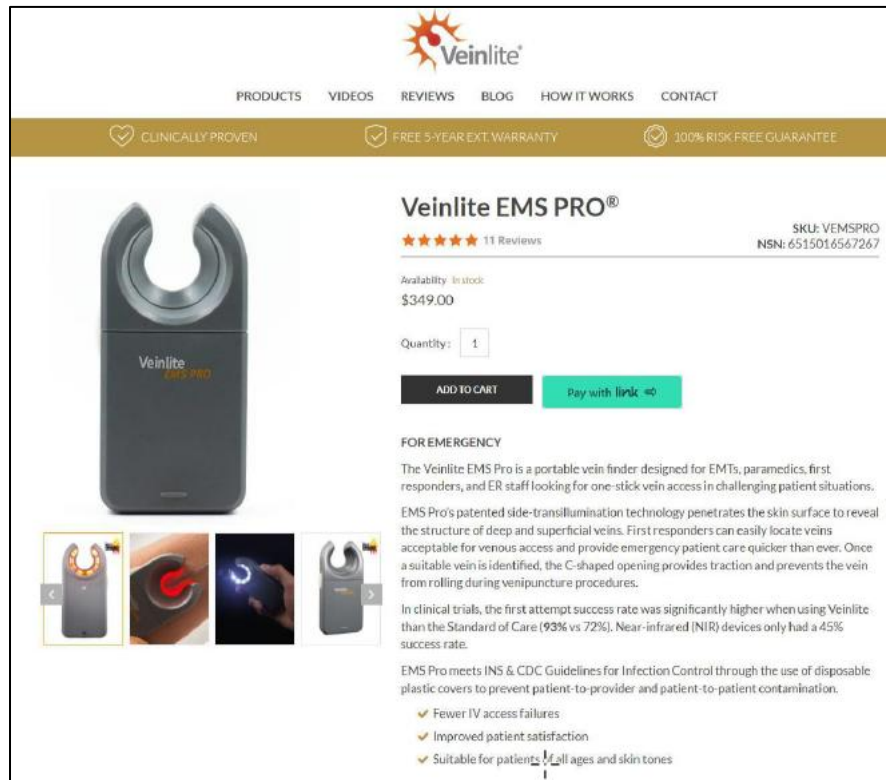 Veinlite®
PRODUCTS VIDEOS REVIEWS BLOG HOW IT WORKS CONTACT
CLINICALLY PROVEN FREE 5-YEAR EXT. WARRANTY 100% RISK FREE GUARANTEE
Veinlite EMS PRO®
SKU: VEMSPRO
11 Reviews
NSN: 6515016567267
Availability In stock
$349.00
Quantity: 1
ADD TO CART Pay with link
Veinlite
EMS PRO
FOR EMERGENCY
The Veinlite EMS Pro is a portable vein finder designed for EMTs, paramedics, first
responders, and ER staff looking for one-stick vein access in challenging patient situations.
EMS Pro's patented side-transillumination technology penetrates the skin surface to reveal
the structure of deep and superficial veins. First responders can easily locate veins
acceptable for venous access and provide emergency patient care quicker than ever. Once
a suitable vein is identified, the C-shaped opening provides traction and prevents the vein
from rolling during venipuncture procedures.
In clinical trials, the first attempt success rate was significantly higher when using Veinlite
than the Standard of Care (93% vs 72%). Near-infrared (NIR) devices only had a 45%
success rate.
EMS Pro meets INS & CDC Guidelines for Infection Control through the use of disposable
plastic covers to prevent patient-to-provider and patient-to-patient contamination.
Fewer IV access failures
Improved patient satisfaction
Suitable for patients of all ages and skin tones